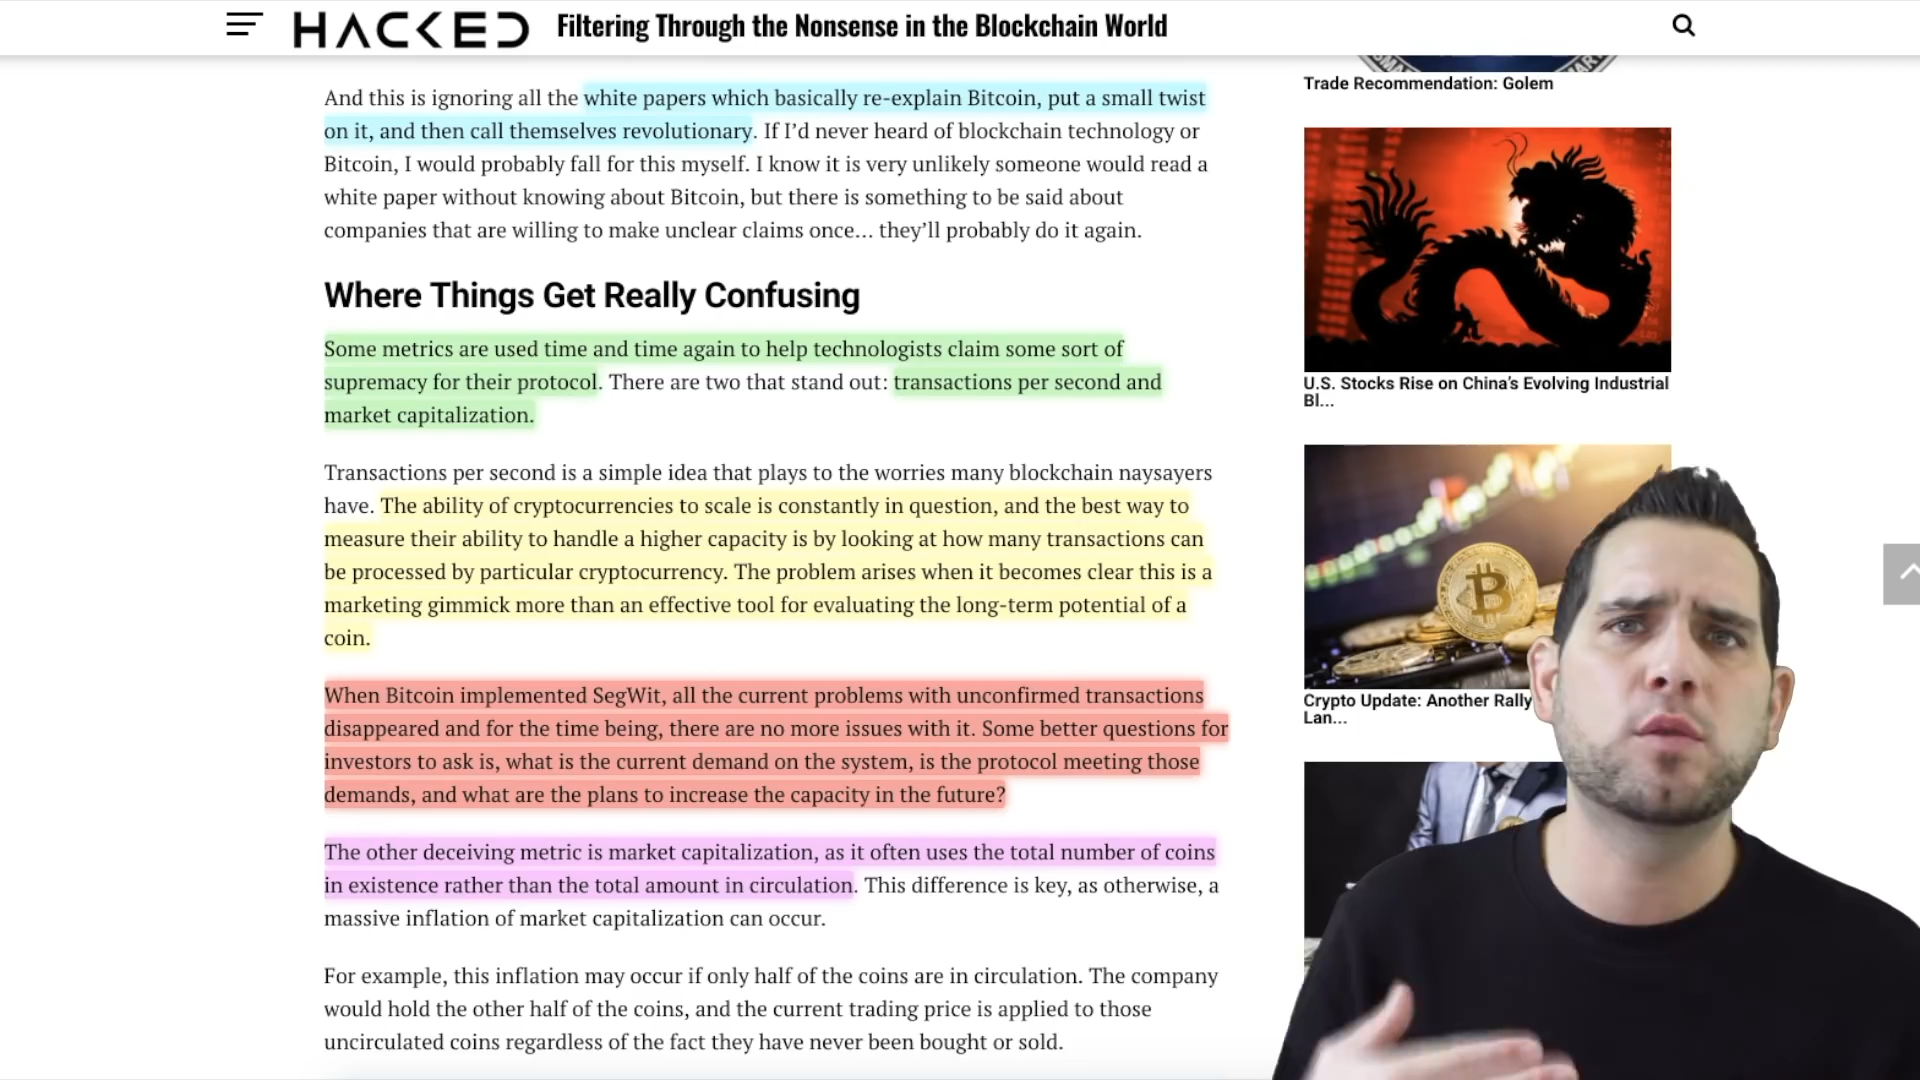 HACKED
Filtering Through the Nonsense in the Blockchain World
And this is ignoring all the white papers which basically re-explain Bitcoin, put a small twist
on it, and then call themselves revolutionary. If I’d never heard of blockchain technology or
Bitcoin, I would probably fall for this myself. I know it is very unlikely someone would read a
white paper without knowing about Bitcoin, but there is something to be said about
companies that are willing to make unclear claims once… they’ll probably do it again.
Where Things Get Really Confusing
Some metrics are used time and time again to help technologists claim some sort of
supremacy for their protocol. There are two that stand out: transactions per second and
market capitalization.
Transactions per second is a simple idea that plays to the worries many blockchain naysayers
have. The ability of cryptocurrencies to scale is constantly in question, and the best way to
measure their ability to handle a higher capacity is by looking at how many transactions can
be processed by particular cryptocurrency. The problem arises when it becomes clear this is a
marketing gimmick more than an effective tool for evaluating the long-term potential of a
coin.
When Bitcoin implemented SegWit, all the current problems with unconfirmed transactions
disappeared and for the time being, there are no more issues with it. Some better questions for
investors to ask is, what is the current demand on the system, is the protocol meeting those
demands, and what are the plans to increase the capacity in the future?
The other deceiving metric is market capitalization, as it often uses the total number of coins
in existence rather than the total amount in circulation. This difference is key, as otherwise, a
massive inflation of market capitalization can occur.
For example, this inflation may occur if only half of the coins are in circulation. The company
would hold the other half of the coins, and the current trading price is applied to those
uncirculated coins regardless of the fact they have never been bought or sold.
Trade Recommendation: Golem
U.S. Stocks Rise on China’s Evolving Industrial
Bl...
Crypto Update: Another Rally
Lan...